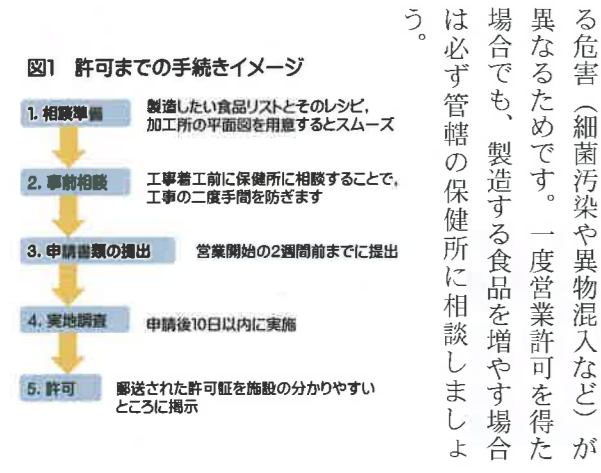 る危害（細菌汚染や異物混入など）が
異なるためです。一度営業許可を得た
場合でも、製造する食品を増やす場合
は必ず管轄の保健所に相談しましょ
う。
図1　許可までの手続きイメージ
1. 相談準備
製造したい食品リストとそのレシピ，
加工所の平面図を用意するとスムーズ
2. 事前相談
工事着工前に保健所に相談することで，
工事の二度手間を防ぎます
3. 申請書類の提出
営業開始の2週間前までに提出
4. 実地調査
申請後10日以内に実施
5. 許可
郵送された許可証を施設の分かりやすい
ところに掲示